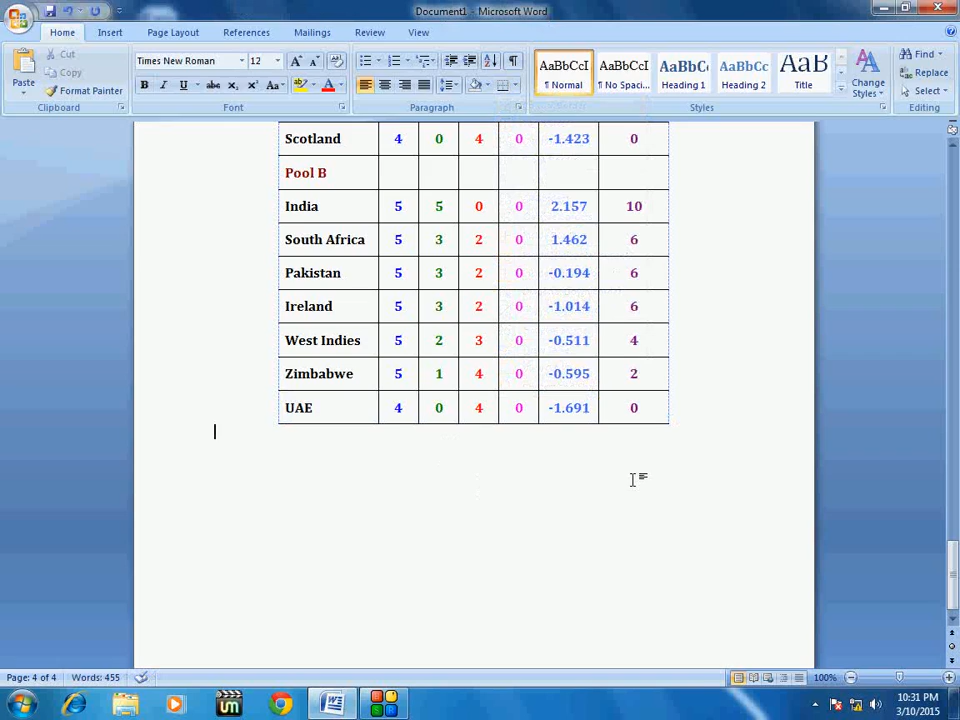 Document1 - Microsoft Word
Home Insert Page Layout References Mailings Review View
Paste
Cut
Copy
Format Painter
Clipboard
Times New Roman 12
B I U abc X₂ X² Aa A
Font
Paragraph
AaBbCcI AaBbCcI AaBbC AaBbCc AaBb
¶ Normal ¶ No Spaci... Heading 1 Heading 2 Title
Change
Styles
Styles
Find
Replace
Select
Editing
Scotland 4 0 4 0 -1.423 0
Pool B
India 5 5 0 0 2.157 10
South Africa 5 3 2 0 1.462 6
Pakistan 5 3 2 0 -0.194 6
Ireland 5 3 2 0 -1.014 6
West Indies 5 2 3 0 -0.511 4
Zimbabwe 5 1 4 0 -0.595 2
UAE 4 0 4 0 -1.691 0
Page: 4 of 4 Words: 455 100%
um
10:31 PM
3/10/2015